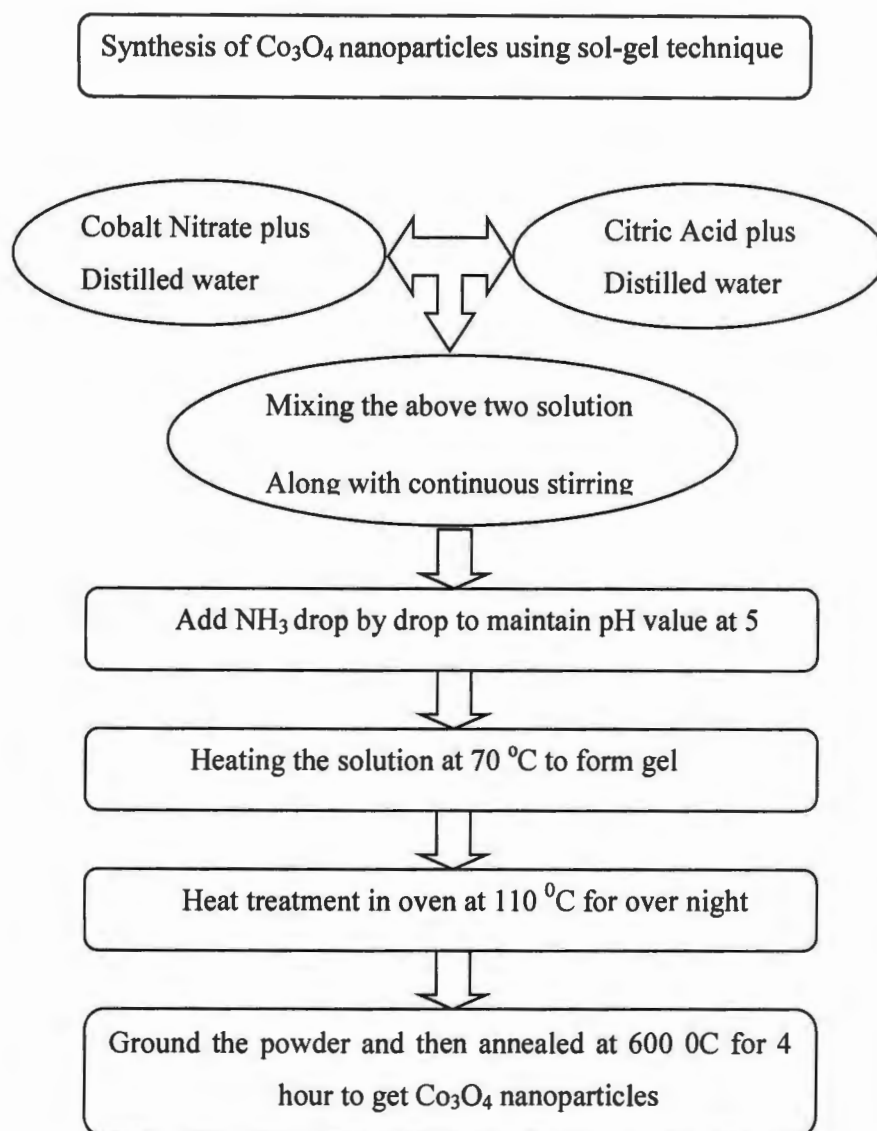 Synthesis of Co₃O₄ nanoparticles using sol-gel technique
Cobalt Nitrate plus
Distilled water
Citric Acid plus
Distilled water
Mixing the above two solution
Along with continuous stirring
Add NH₃ drop by drop to maintain pH value at 5
Heating the solution at 70 ⁰C to form gel
Heat treatment in oven at 110 ⁰C for over night
Ground the powder and then annealed at 600 0C for 4
hour to get Co₃O₄ nanoparticles